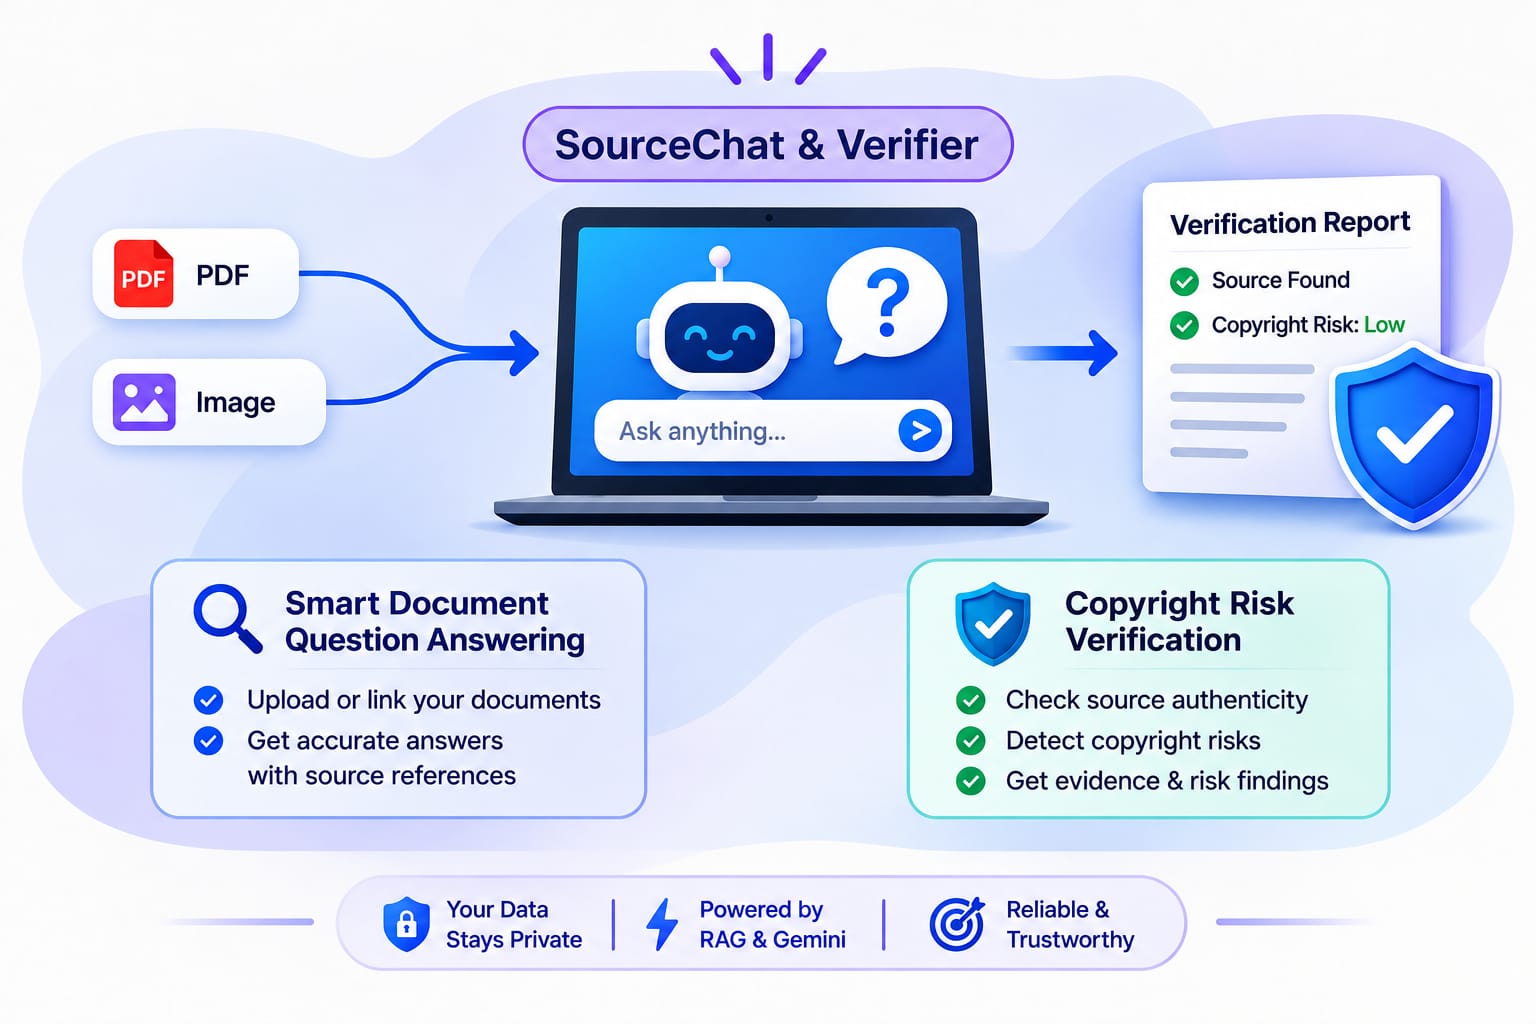 SourceChat & Verifier
PDF
PDF
Image
?
Ask anything...
Verification Report
Source Found
Copyright Risk: Low
Smart Document
Question Answering
Upload or link your documents
Get accurate answers
with source references
Copyright Risk
Verification
Check source authenticity
Detect copyright risks
Get evidence & risk findings
Your Data
Stays Private
Powered by
RAG & Gemini
Reliable &
Trustworthy